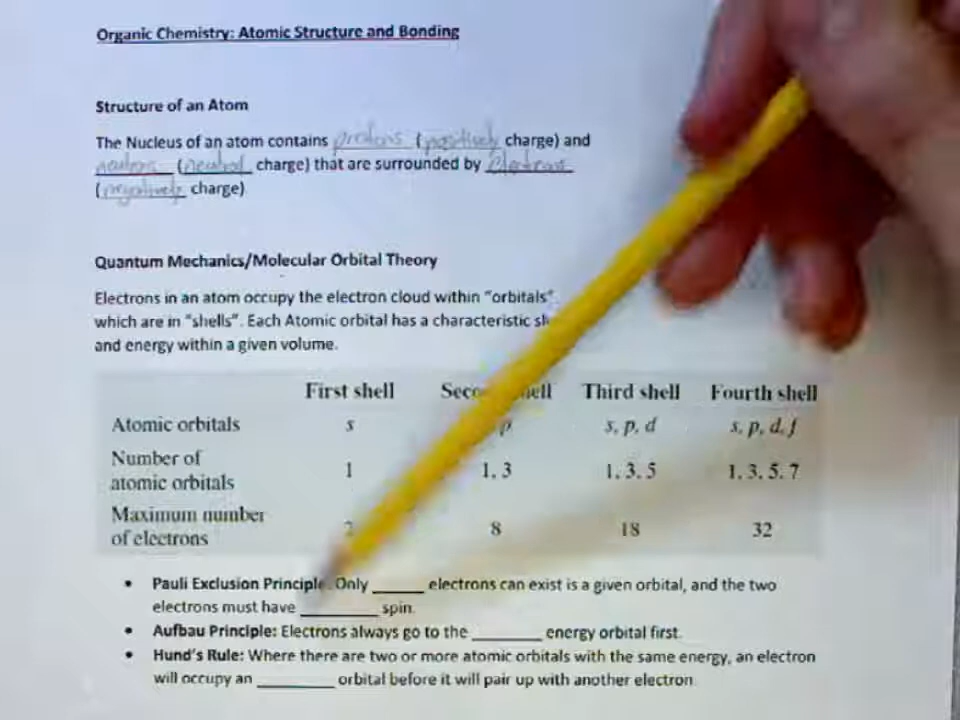 Organic Chemistry: Atomic Structure and Bonding
Structure of an Atom
The Nucleus of an atom contains protons (positively charge) and
neutrons (neutral charge) that are surrounded by electrons
(negatively charge)
Quantum Mechanics/Molecular Orbital Theory
Electrons in an atom occupy the electron cloud within "orbitals"
which are in "shells". Each Atomic orbital has a characteristic
and energy within a given volume.
First shell Third shell Fourth shell
Atomic orbitals s p s, p, d s, p, d, f
Number of
atomic orbitals 1 1, 3 1, 3, 5 1, 3, 5, 7
Maximum number
of electrons 2 8 18 32
• Pauli Exclusion Principle: Only _____ electrons can exist is a given orbital, and the two
electrons must have ________ spin.
• Aufbau Principle: Electrons always go to the _______ energy orbital first.
• Hund's Rule: Where there are two or more atomic orbitals with the same energy, an electron
will occupy an ________ orbital before it will pair up with another electron.